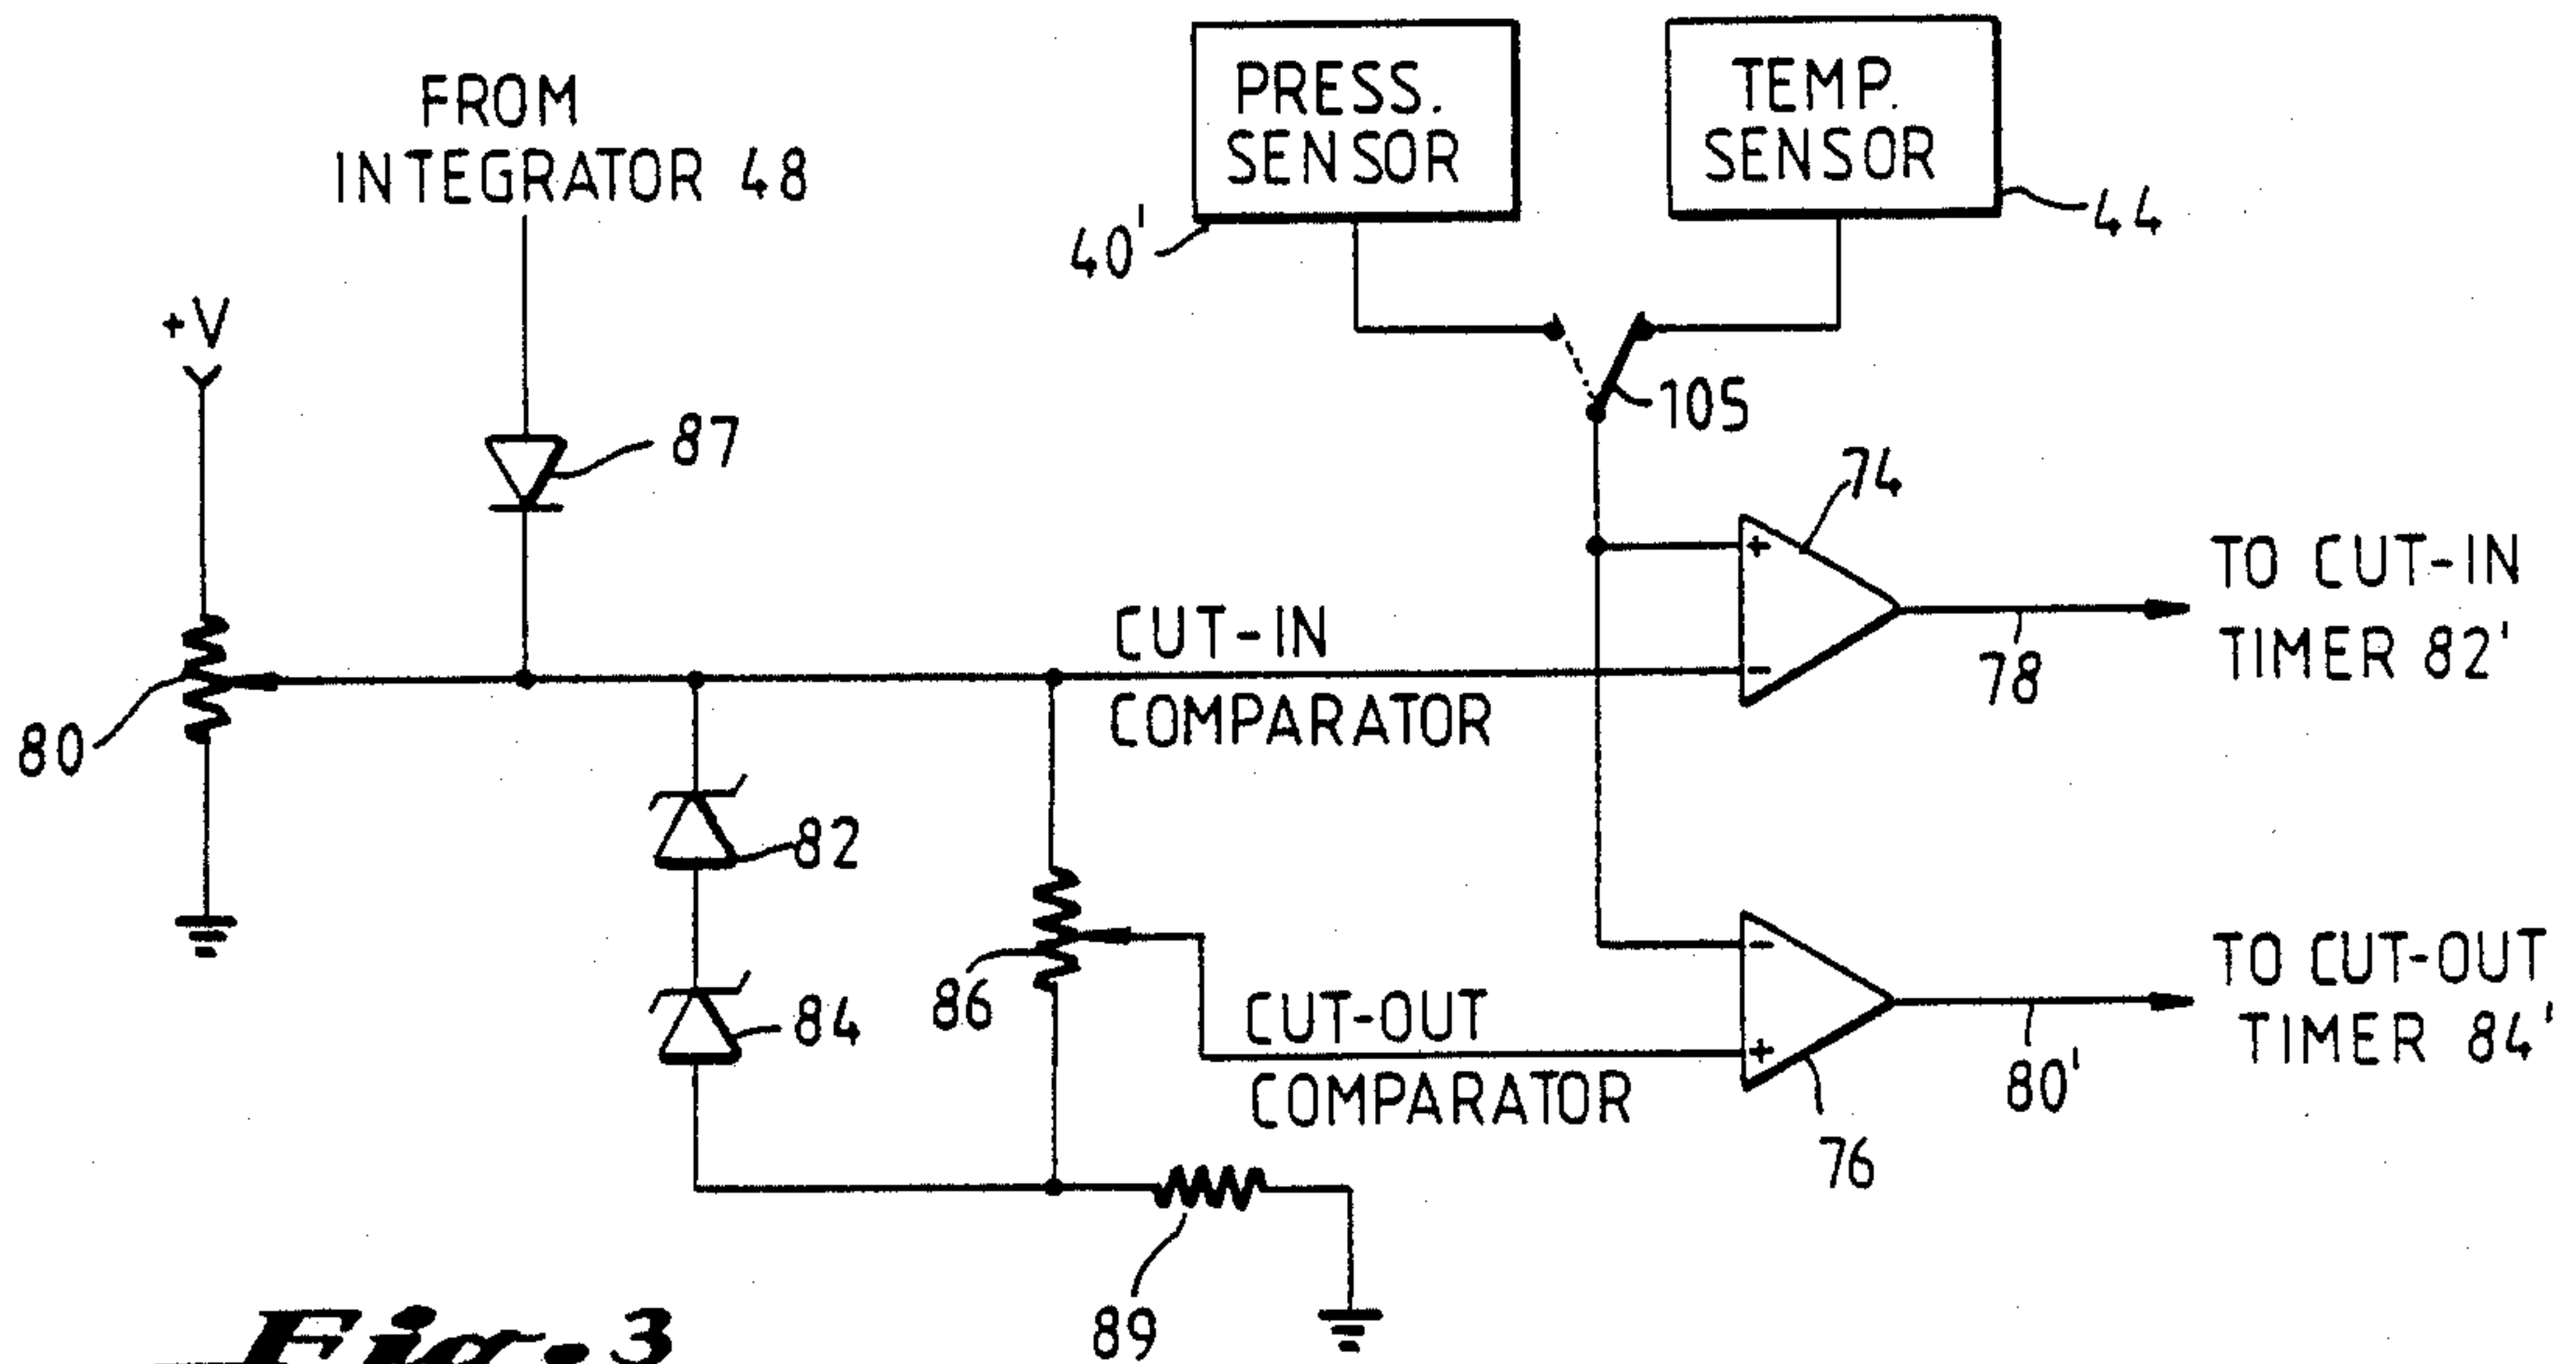 FROM
INTEGRATOR 48
PRESS.
SENSOR
TEMP.
SENSOR
40'
44
+V
87
105
74
TO CUT-IN
TIMER 82'
78
CUT-IN
COMPARATOR
80
82
84
86
CUT-OUT
COMPARATOR
TO CUT-OUT
TIMER 84'
80'
76
89
Fig.3